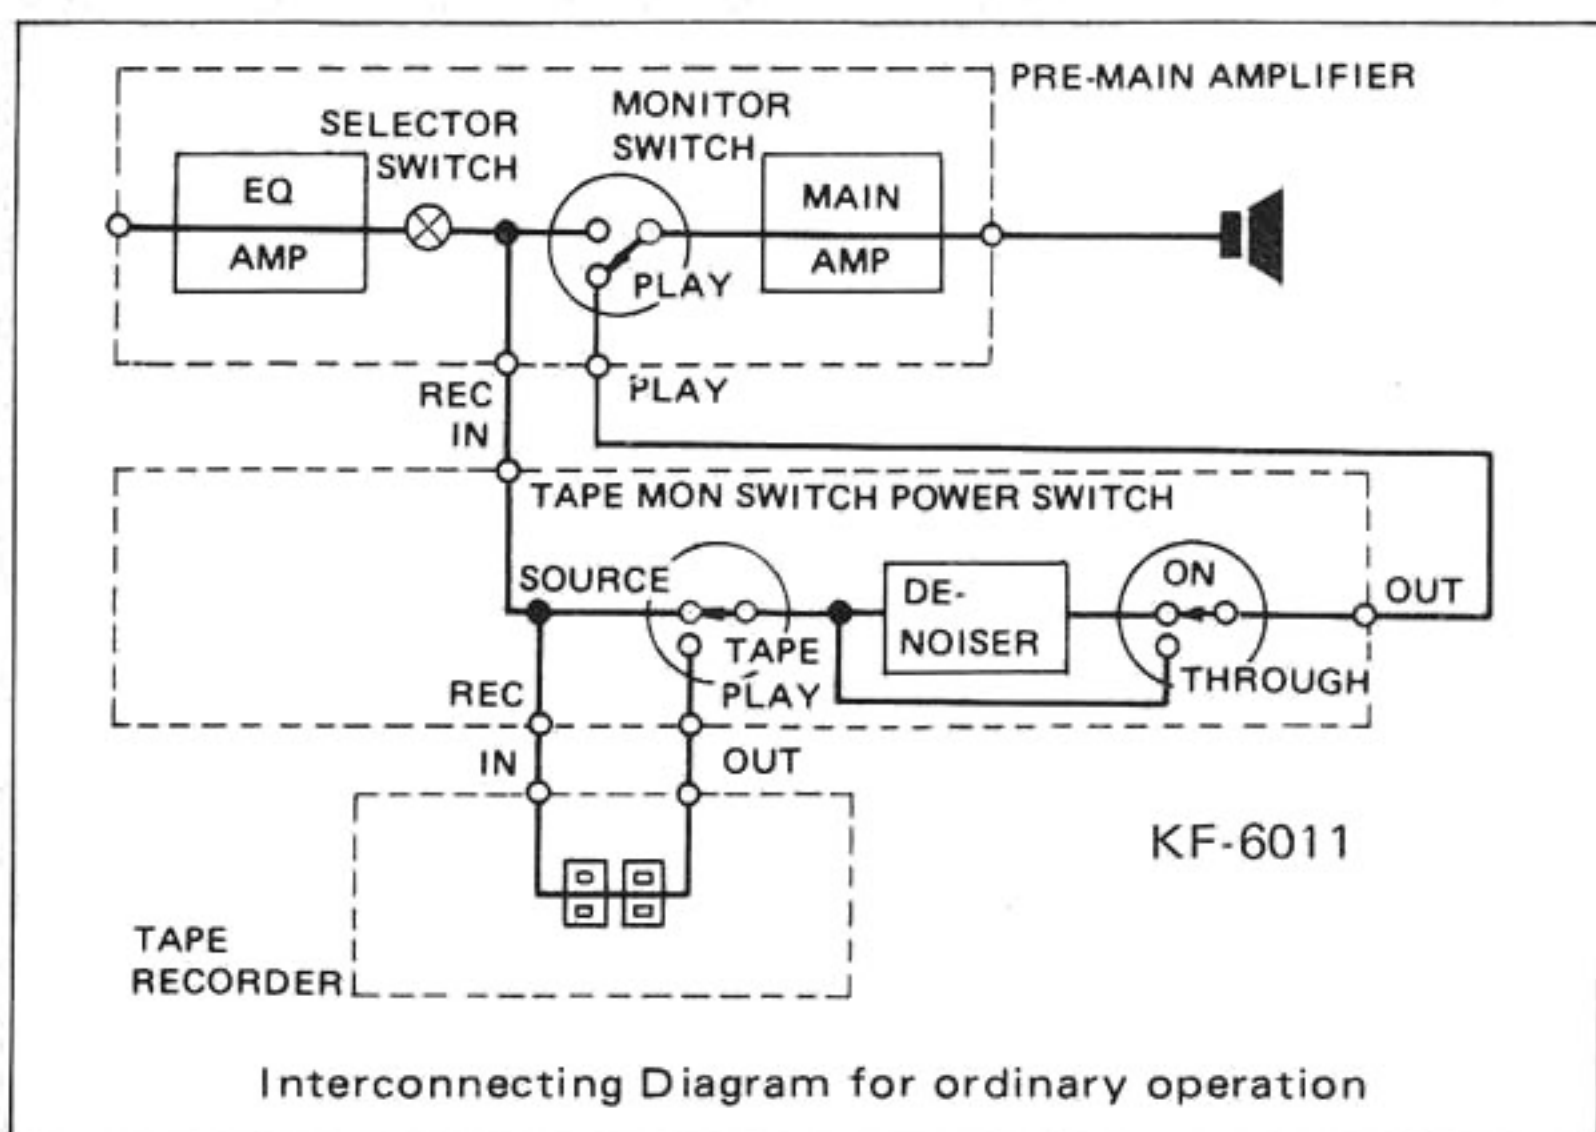 PRE-MAIN AMPLIFIER
SELECTOR
SWITCH
MONITOR
SWITCH
EQ
AMP
MAIN
AMP
PLAY
REC
IN
PLAY
TAPE MON SWITCH POWER SWITCH
SOURCE
TAPE
PLAY
DE-
NOISER
ON
THROUGH
OUT
REC
IN
OUT
KF-6011
TAPE
RECORDER
Interconnecting Diagram for ordinary operation